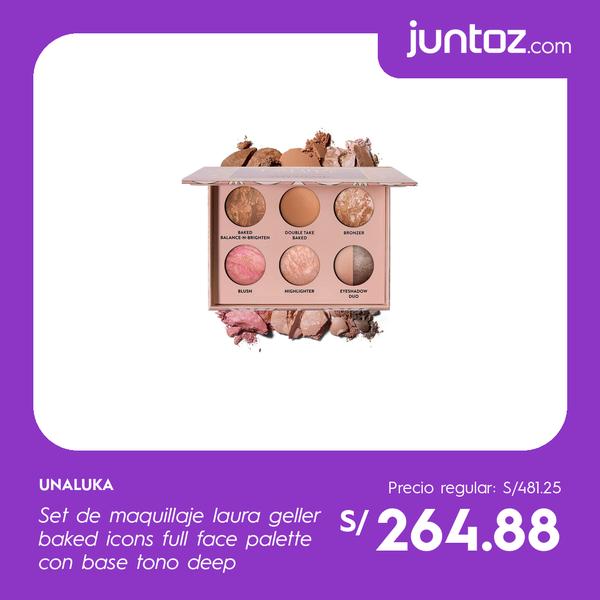 juntoz.com
BAKED
BALANCE-N-BRIGHTEN
DOUBLE TAKE
BAKED
BRONZER
BLUSH
HIGHLIGHTER
EYESHADOW
DUO
UNALUKA
Set de maquillaje laura geller
baked icons full face palette
con base tono deep
Precio regular: S/481.25
S/ 264.88